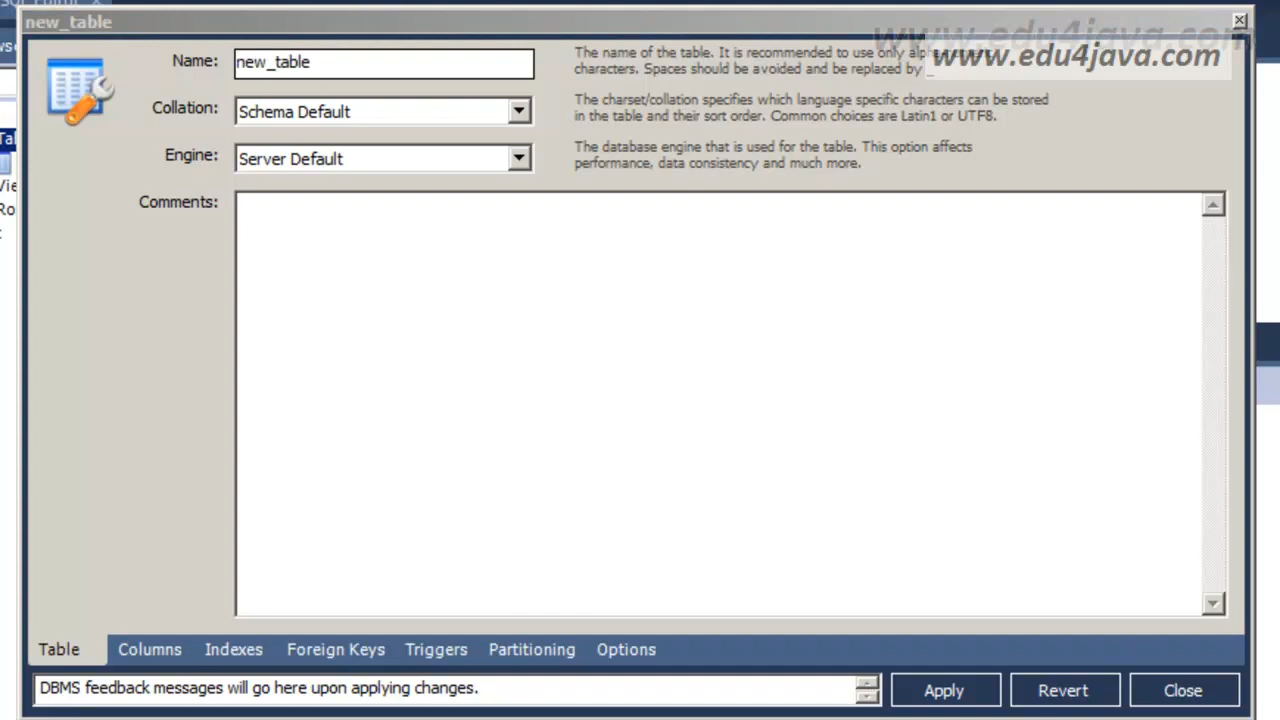 new_table
Name:
new_table
The name of the table. It is recommended to use only
characters. Spaces should be avoided and be replaced by _
www.edu4java.com
Collation:
Schema Default
The charset/collation specifies which language specific characters can be stored
in the table and their sort order. Common choices are Latin1 or UTF8.
Engine:
Server Default
The database engine that is used for the table. This option affects
performance, data consistency and much more.
Comments:
Table Columns Indexes Foreign Keys Triggers Partitioning Options
DBMS feedback messages will go here upon applying changes.
Apply Revert Close